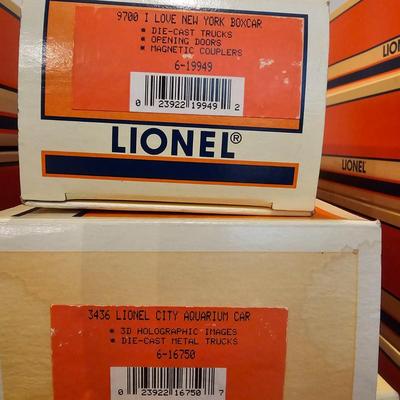 9700 I LOVE NEW YORK BOXCAR
* DIE-CAST TRUCKS
* OPENING DOORS
* MAGNETIC COUPLERS
6-19949
0 23922 19949 2
LIONEL®
LIONEL
LIONEL
3436 LIONEL CITY AQUARIUM CAR
* 3D HOLOGRAPHIC IMAGES
* DIE-CAST METAL TRUCKS
6-16750
0 23922 16750 7